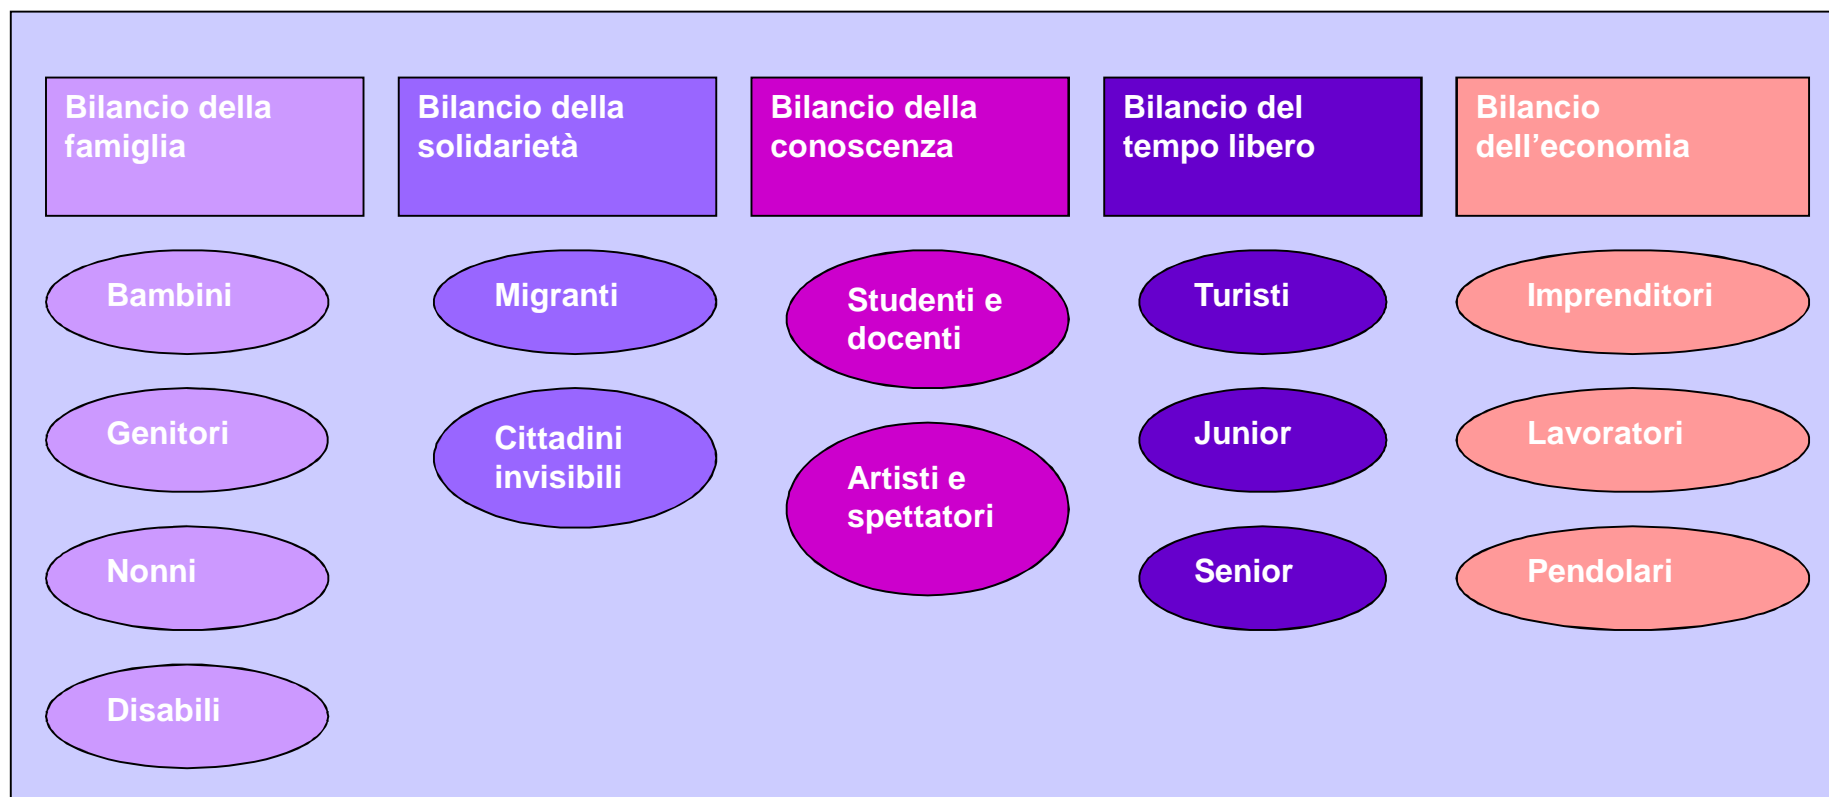 Bilancio della
famiglia
Bilancio della
solidarietà
Bilancio della
conoscenza
Bilancio del
tempo libero
Bilancio
dell’economia
Bambini
Genitori
Nonni
Disabili
Migranti
Cittadini
invisibili
Studenti e
docenti
Artisti e
spettatori
Turisti
Junior
Senior
Imprenditori
Lavoratori
Pendolari